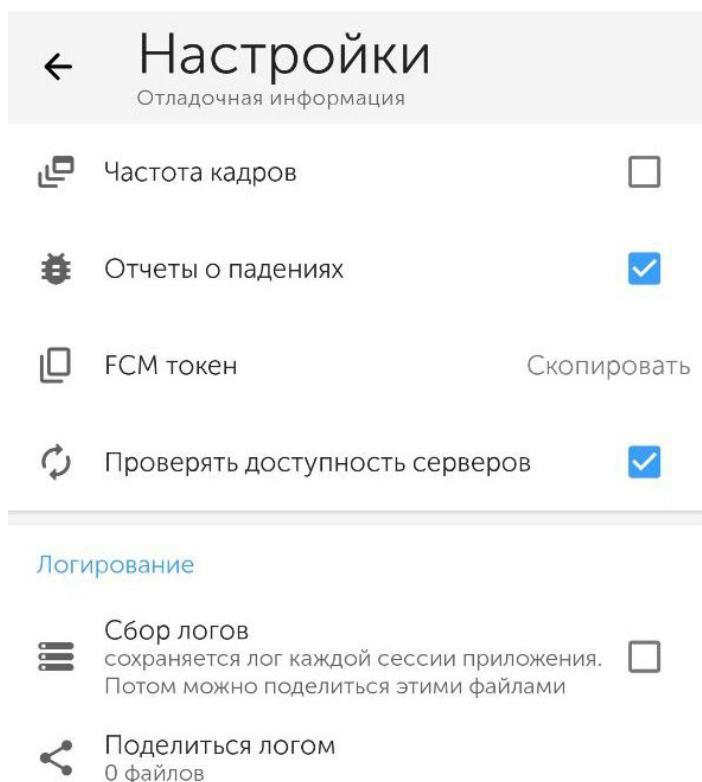 Настройки
Отладочная информация
Частота кадров
Отчеты о падениях
FCM токен
Скопировать
Проверять доступность серверов
Логирование
Сбор логов
сохраняется лог каждой сессии приложения.
Потом можно поделиться этими файлами
Поделиться логом
0 файлов